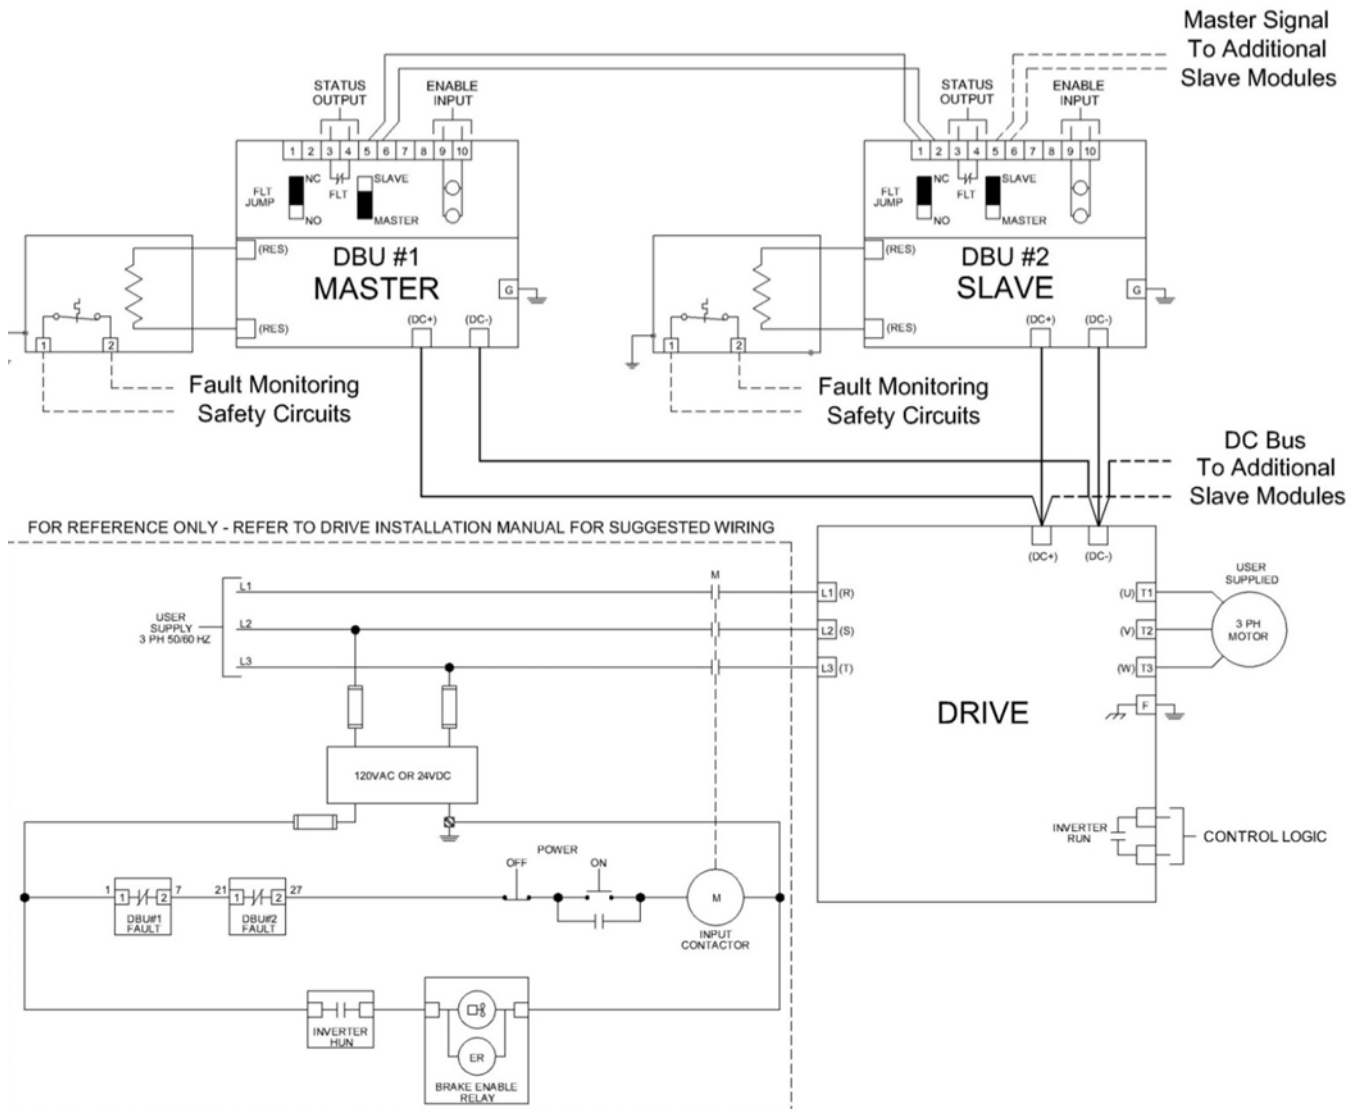 Master Signal
To Additional
Slave Modules
STATUS
OUTPUT
ENABLE
INPUT
STATUS
OUTPUT
ENABLE
INPUT
1 2 3 4 5 6 7 8 9 10
1 2 3 4 5 6 7 8 9 10
FLT
JUMP
NC
NO
FLT
SLAVE
MASTER
FLT
JUMP
NC
NO
FLT
SLAVE
MASTER
(RES)
DBU #1
MASTER
G
(RES)
(DC+)
(DC-)
1
2
(RES)
DBU #2
SLAVE
G
(RES)
(DC+)
(DC-)
1
2
Fault Monitoring
Safety Circuits
Fault Monitoring
Safety Circuits
DC Bus
To Additional
Slave Modules
FOR REFERENCE ONLY - REFER TO DRIVE INSTALLATION MANUAL FOR SUGGESTED WIRING
(DC+)
(DC-)
USER
SUPPLY
3 PH 50/60 HZ
L1
L2
L3
M
L1 (R)
L2 (S)
L3 (T)
(U) T1
(V) T2
(W) T3
F
USER
SUPPLIED
3 PH
MOTOR
DRIVE
120VAC OR 24VDC
INVERTER
RUN
CONTROL LOGIC
POWER
OFF
ON
1 1 2 7
DBU#1
FAULT
21 1 2 27
DBU#2
FAULT
M
INPUT
CONTACTOR
INVERTER
HUN
ER
BRAKE ENABLE
RELAY